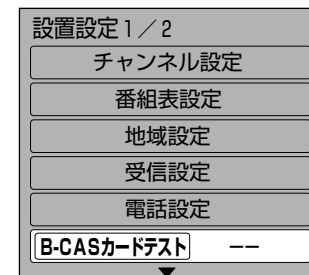 設置設定1／2
チャンネル設定
番組表設定
地域設定
受信設定
電話設定
B-CASカードテスト −−